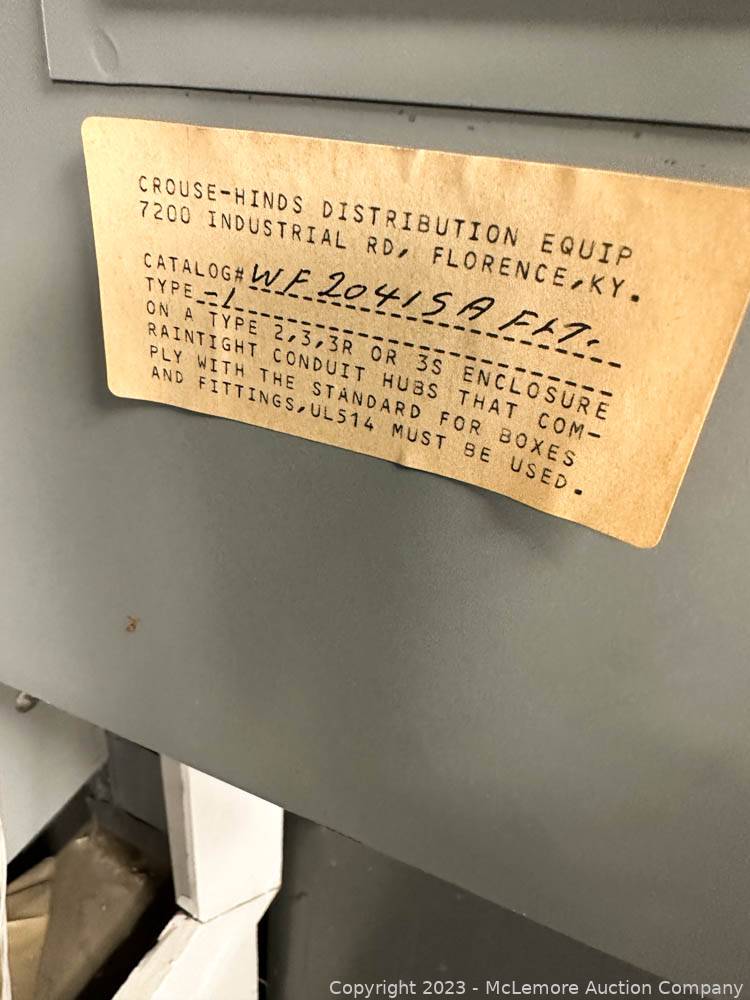 CROUSE-HINDS DISTRIBUTION EQUIP
7200 INDUSTRIAL RD, FLORENCE,KY.
CATALOG# WF2041SA FLT.
TYPE -1
ON A TYPE 2,3,3R OR 3S ENCLOSURE
RAINTIGHT CONDUIT HUBS THAT COM-
PLY WITH THE STANDARD FOR BOXES
AND FITTINGS,UL514 MUST BE USED.
Copyright 2023 - McLemore Auction Company